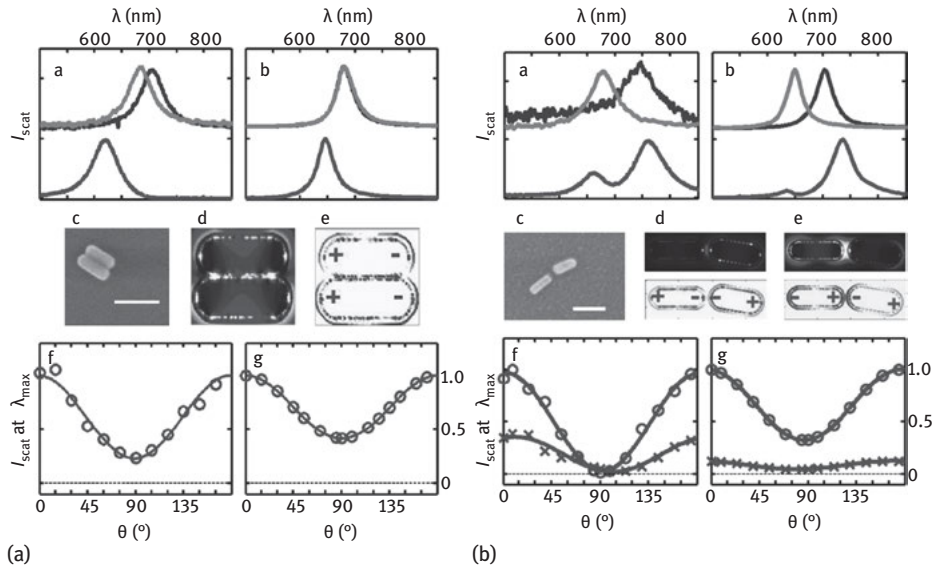 λ (nm) λ (nm) λ (nm) λ (nm)
600 700 800 600 700 800 600 700 800 600 700 800
a b a b
I_scat I_scat
c d e c d e
+ - + - + - - +
+ - - + - +
f g f g
I_scat at λ_max 1.0 I_scat at λ_max 1.0
0.5 0.5
0 0
0 45 90 135 0 45 90 135 0 45 90 135 0 45 90 135
θ (°) θ (°) θ (°) θ (°)
(a) (b)